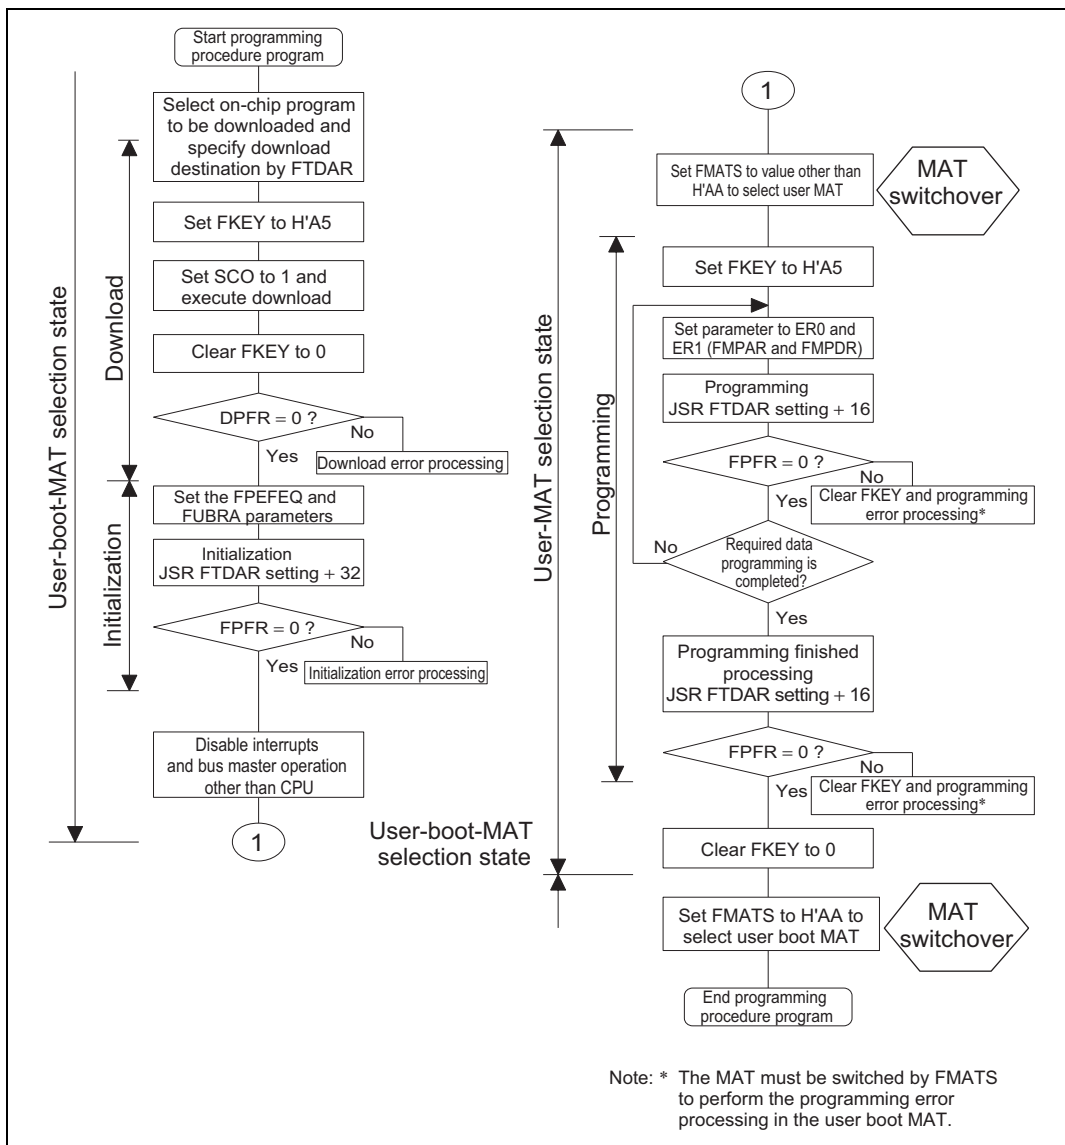 Start programming
procedure program
Select on-chip program
to be downloaded and
specify download
destination by FTDAR
Set FKEY to H'A5
Set SCO to 1 and
execute download
Clear FKEY to 0
DPFR = 0 ?
No
Yes
Download error processing
Set the FPEFEQ and
FUBRA parameters
Initialization
JSR FTDAR setting + 32
FPFR = 0 ?
No
Yes
Initialization error processing
Disable interrupts
and bus master operation
other than CPU
1
User-boot-MAT selection state
Download
Initialization
User-boot-MAT
selection state
1
Set FMATS to value other than
H'AA to select user MAT
MAT
switchover
Set FKEY to H'A5
Set parameter to ER0 and
ER1 (FMPAR and FMPDR)
Programming
JSR FTDAR setting + 16
FPFR = 0 ?
No
Yes
Clear FKEY and programming
error processing*
No
Required data
programming is
completed?
Yes
Programming finished
processing
JSR FTDAR setting + 16
FPFR = 0 ?
No
Yes
Clear FKEY and programming
error processing*
Clear FKEY to 0
Set FMATS to H'AA to
select user boot MAT
MAT
switchover
End programming
procedure program
User-MAT selection state
Programming
Note: * The MAT must be switched by FMATS
to perform the programming error
processing in the user boot MAT.